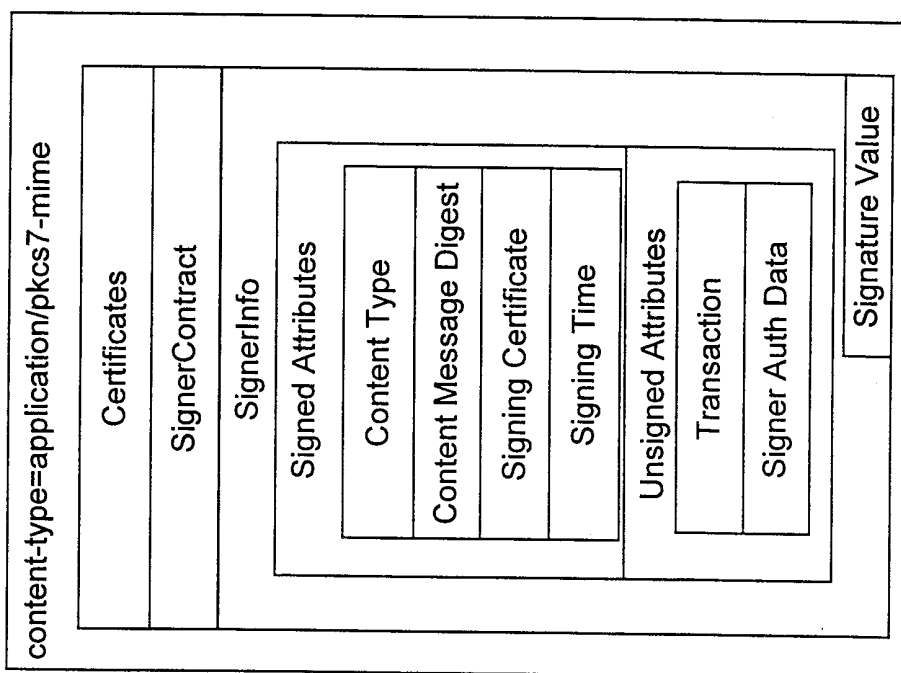 content-type=application/pkcs7-mime
Certificates
SignerContract
SignerInfo
Signed Attributes
Content Type
Content Message Digest
Signing Certificate
Signing Time
Unsigned Attributes
Transaction
Signer Auth Data
Signature Value